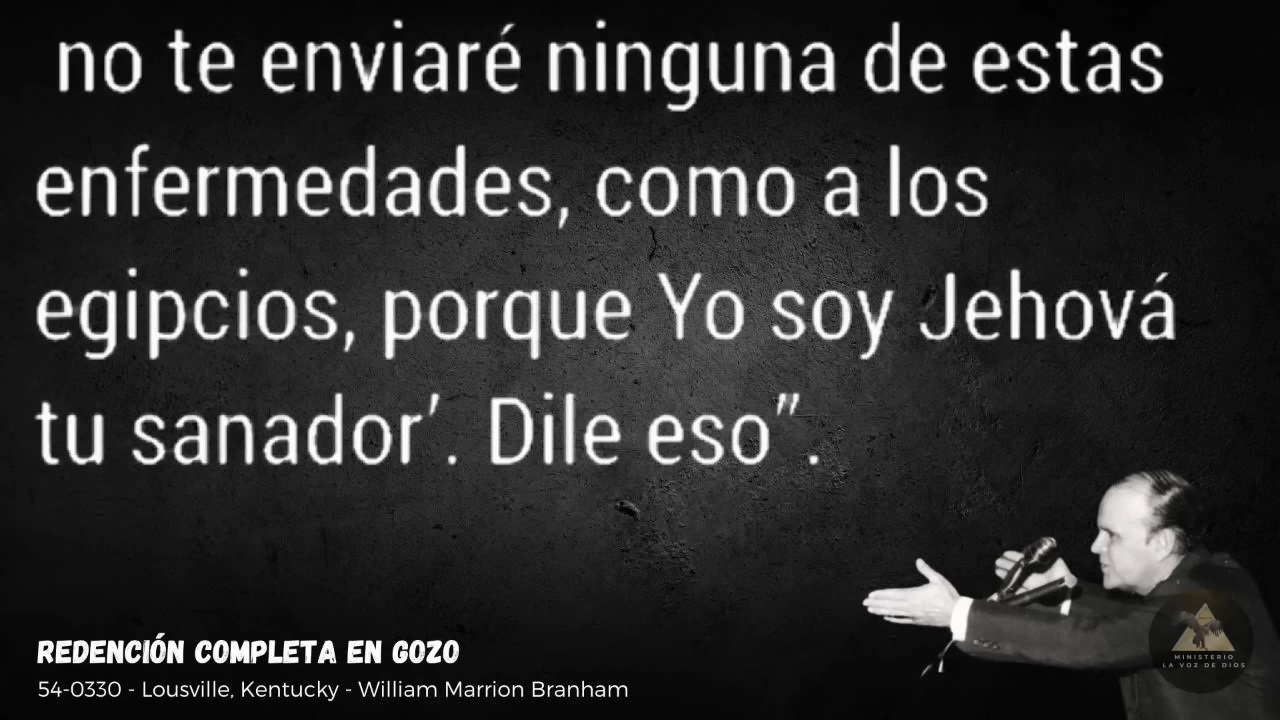 no te enviaré ninguna de estas
enfermedades, como a los
egipcios, porque Yo soy Jehová
tu sanador’. Dile eso”.
REDENCIÓN COMPLETA EN GOZO
54-0330 - Lousville, Kentucky - William Marrion Branham
MINISTERIO
LA VOZ DE DIOS